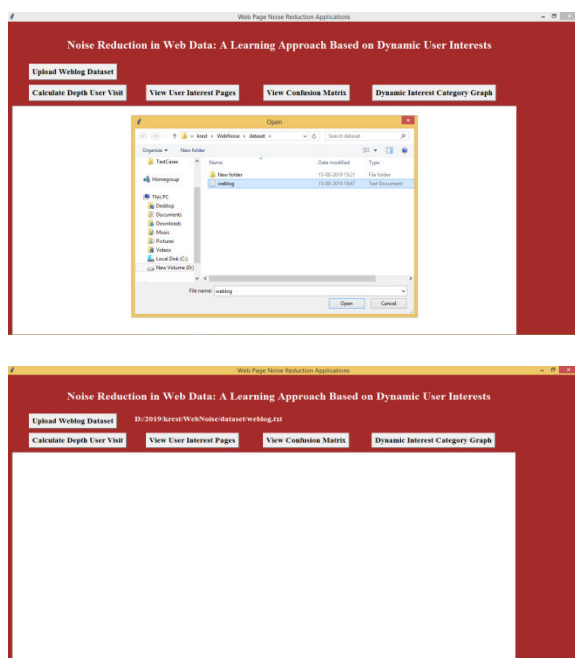 Web Page Noise Reduction Applications
Noise Reduction in Web Data: A Learning Approach Based on Dynamic User Interests
Upload Weblog Dataset
Calculate Depth User Visit View User Interest Pages View Confusion Matrix Dynamic Interest Category Graph
Open
« krest › WebNoise › dataset › Search dataset
Organize New folder
TestCases Name Date modified Type
New folder 15-08-2019 15:21 File folder
Homegroup weblog 15-08-2019 19:47 Text Document
This PC
Desktop
Documents
Downloads
Music
Pictures
Videos
Local Disk (C:)
New Volume (D:)
File name: weblog
Open Cancel
Web Page Noise Reduction Applications
Noise Reduction in Web Data: A Learning Approach Based on Dynamic User Interests
Upload Weblog Dataset D:/2019/krest/WebNoise/dataset/weblog.txt
Calculate Depth User Visit View User Interest Pages View Confusion Matrix Dynamic Interest Category Graph